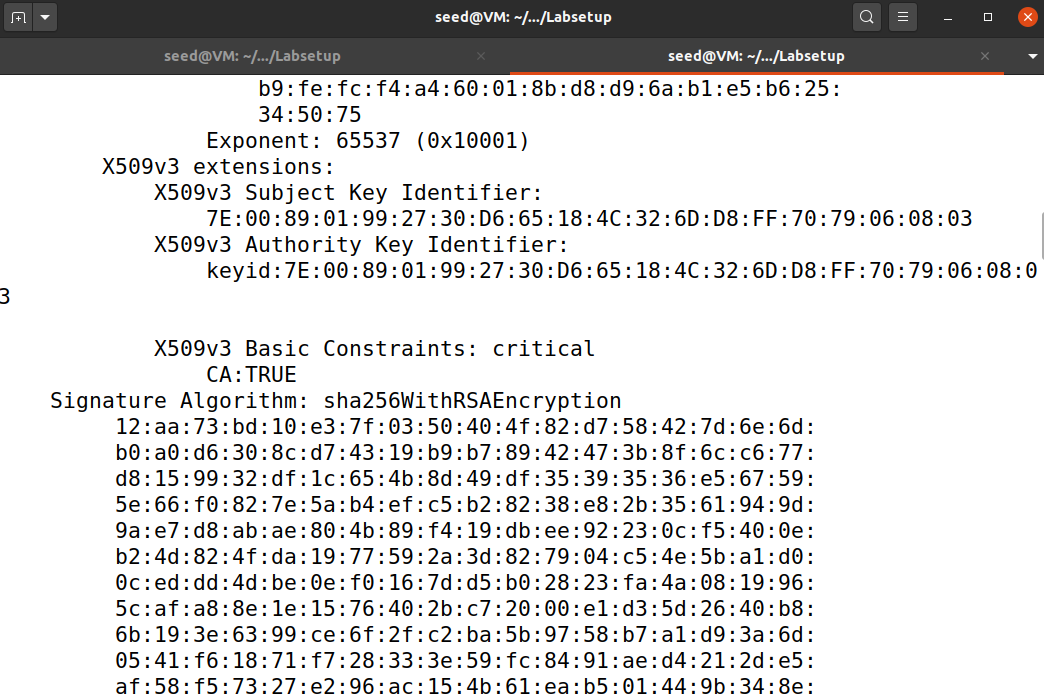 seed@VM: ~/.../Labsetup
seed@VM: ~/.../Labsetup
seed@VM: ~/.../Labsetup
b9:fe:fc:f4:a4:60:01:8b:d8:d9:6a:b1:e5:b6:25:
34:50:75
Exponent: 65537 (0x10001)
X509v3 extensions:
X509v3 Subject Key Identifier:
7E:00:89:01:99:27:30:D6:65:18:4C:32:6D:D8:FF:70:79:06:08:03
X509v3 Authority Key Identifier:
keyid:7E:00:89:01:99:27:30:D6:65:18:4C:32:6D:D8:FF:70:79:06:08:0
3
X509v3 Basic Constraints: critical
CA:TRUE
Signature Algorithm: sha256WithRSAEncryption
12:aa:73:bd:10:e3:7f:03:50:40:4f:82:d7:58:42:7d:6e:6d:
b0:a0:d6:30:8c:d7:43:19:b9:b7:89:42:47:3b:8f:6c:c6:77:
d8:15:99:32:df:1c:65:4b:8d:49:df:35:39:35:36:e5:67:59:
5e:66:f0:82:7e:5a:b4:ef:c5:b2:82:38:e8:2b:35:61:94:9d:
9a:e7:d8:ab:ae:80:4b:89:f4:19:db:ee:92:23:0c:f5:40:0e:
b2:4d:82:4f:da:19:77:59:2a:3d:82:79:04:c5:4e:5b:a1:d0:
0c:ed:dd:4d:be:0e:f0:16:7d:d5:b0:28:23:fa:4a:08:19:96:
5c:af:a8:8e:1e:15:76:40:2b:c7:20:00:e1:d3:5d:26:40:b8:
6b:19:3e:63:99:ce:6f:2f:c2:ba:5b:97:58:b7:a1:d9:3a:6d:
05:41:f6:18:71:f7:28:33:3e:59:fc:84:91:ae:d4:21:2d:e5:
af:58:f5:73:27:e2:96:ac:15:4b:61:ea:b5:01:44:9b:34:8e: